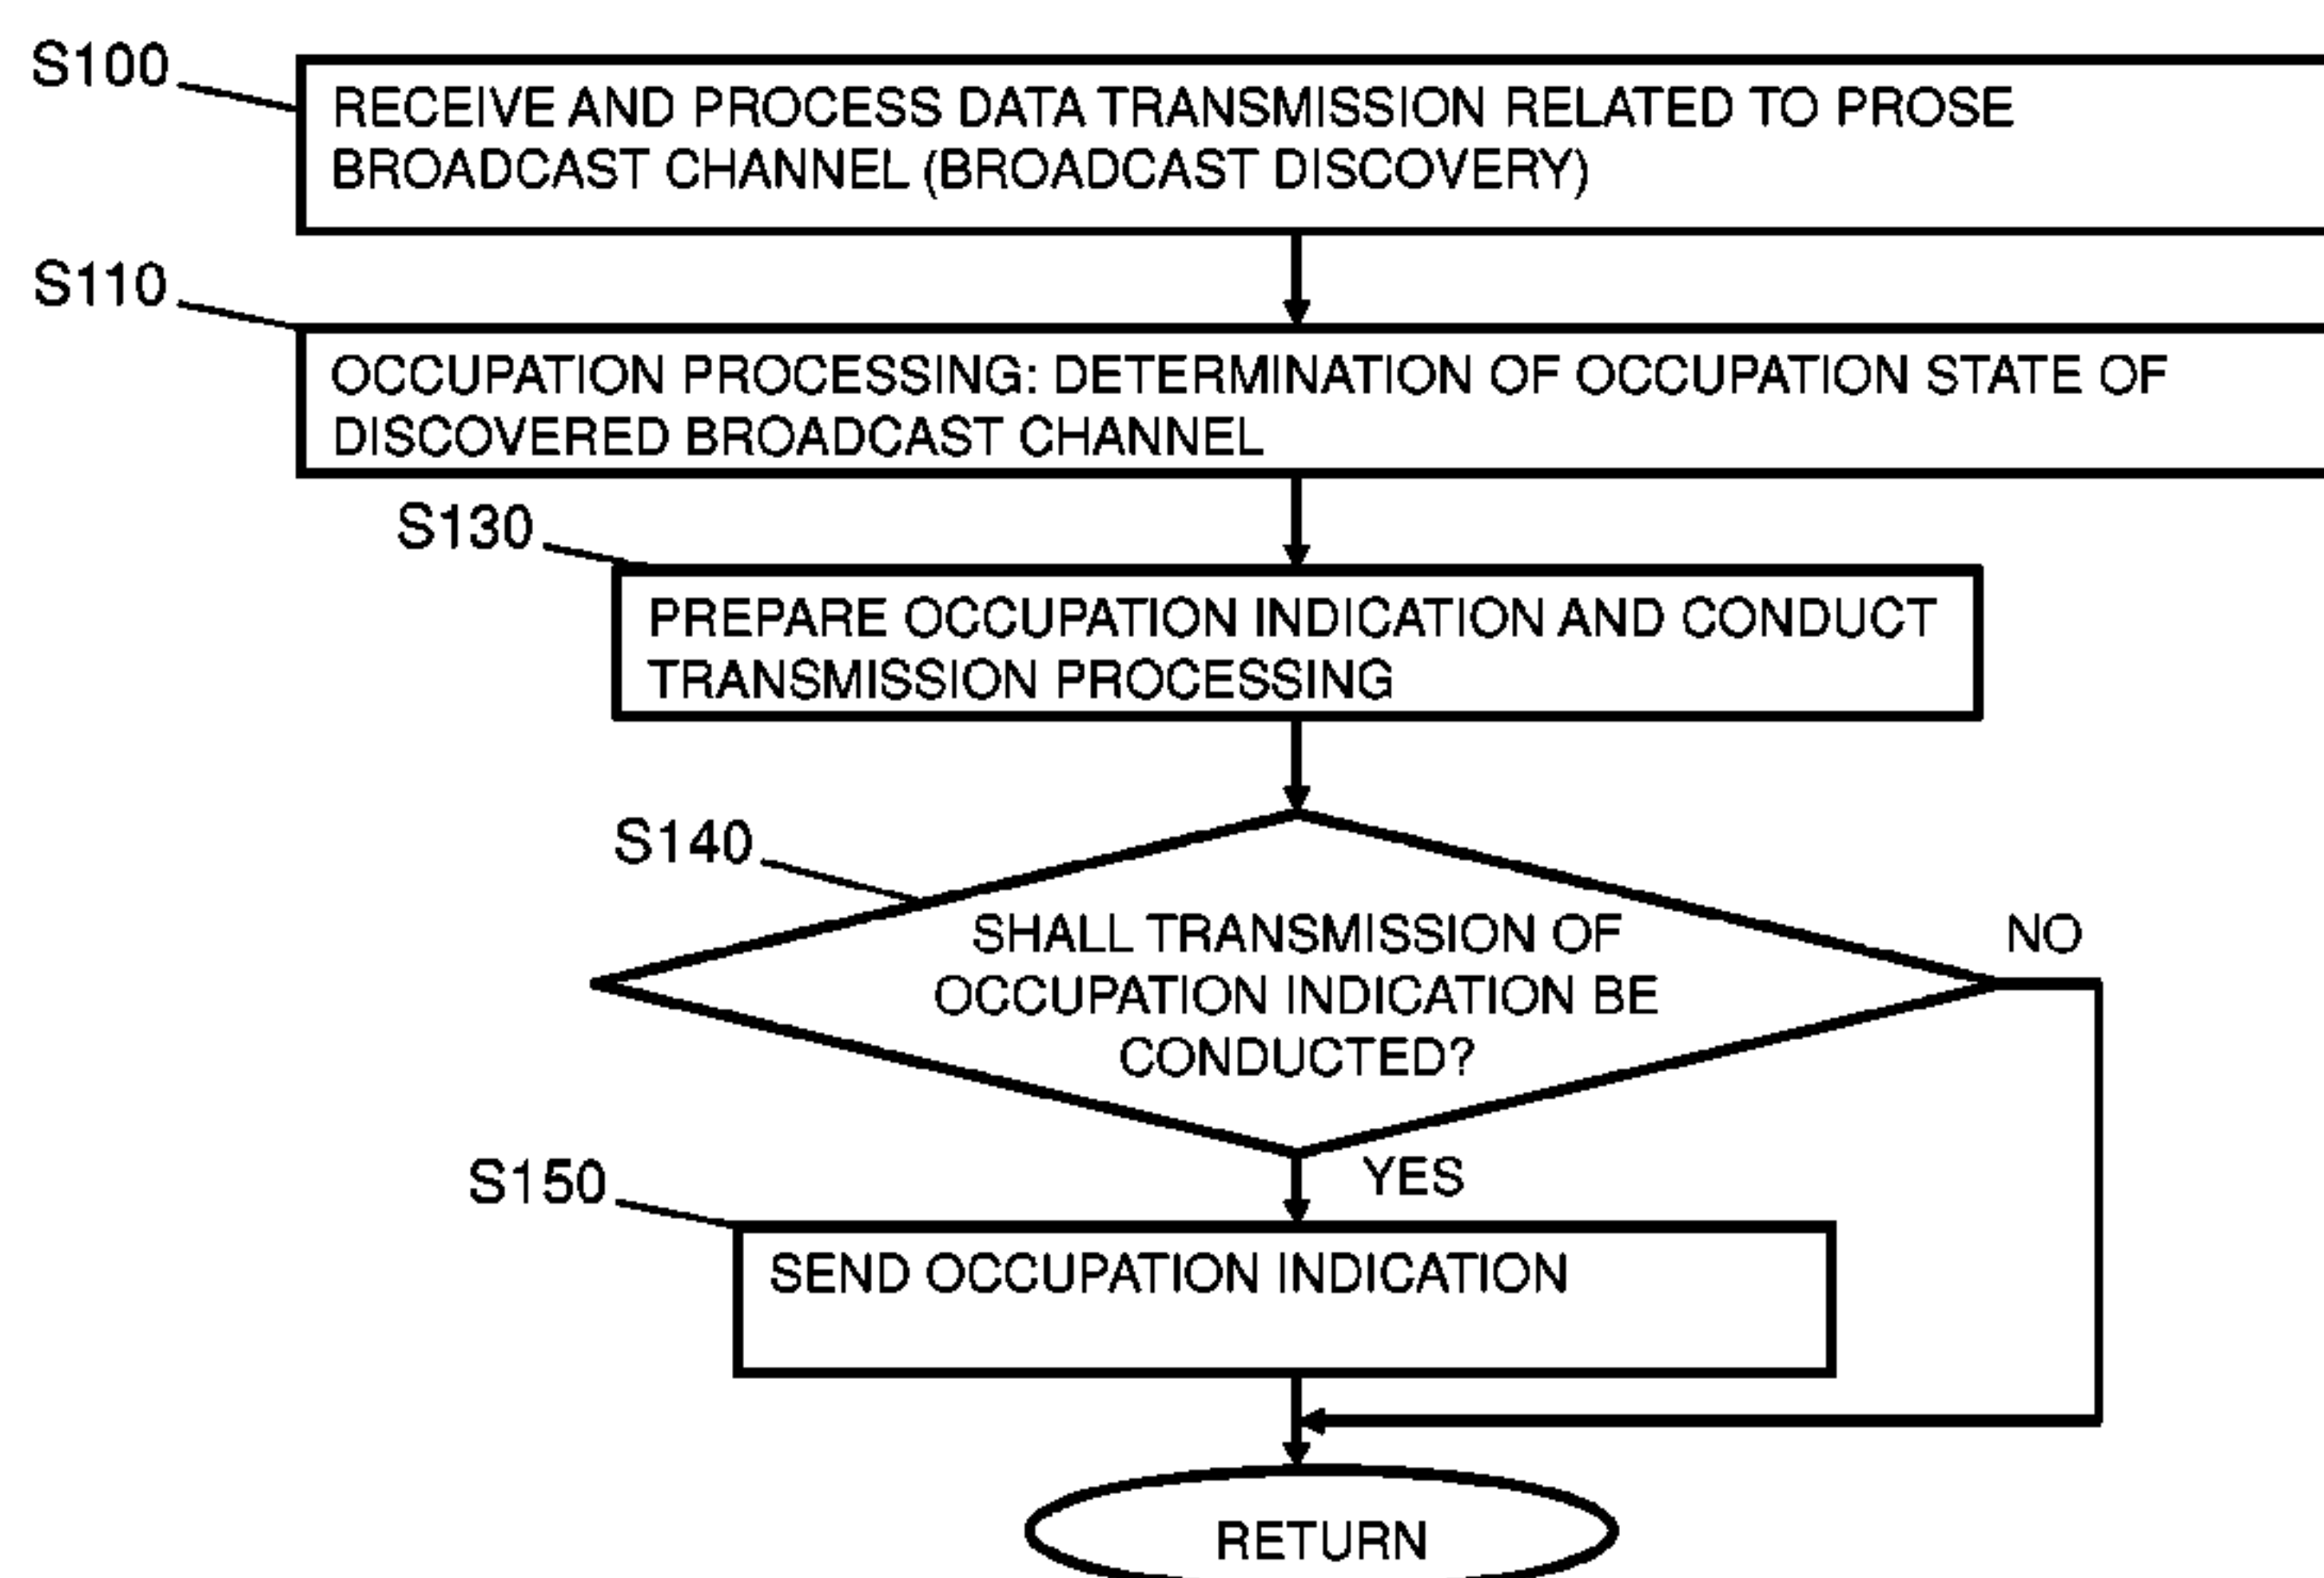 S100
RECEIVE AND PROCESS DATA TRANSMISSION RELATED TO PROSE
BROADCAST CHANNEL (BROADCAST DISCOVERY)
S110
OCCUPATION PROCESSING: DETERMINATION OF OCCUPATION STATE OF
DISCOVERED BROADCAST CHANNEL
S130
PREPARE OCCUPATION INDICATION AND CONDUCT
TRANSMISSION PROCESSING
S140
SHALL TRANSMISSION OF
OCCUPATION INDICATION BE
CONDUCTED?
NO
YES
S150
SEND OCCUPATION INDICATION
RETURN